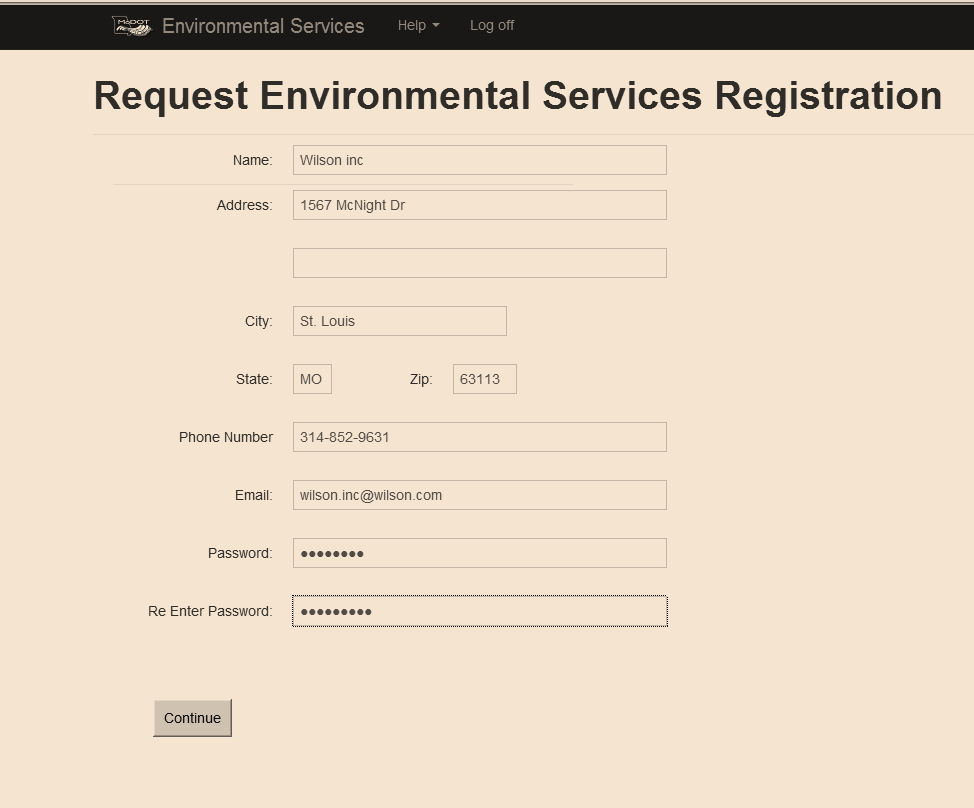 MoDOT Environmental Services Help Log off
Request Environmental Services Registration
Name: Wilson inc
Address: 1567 McNight Dr
City: St. Louis
State: MO Zip: 63113
Phone Number 314-852-9631
Email: wilson.inc@wilson.com
Password: ●●●●●●●●
Re Enter Password: ●●●●●●●●●
Continue